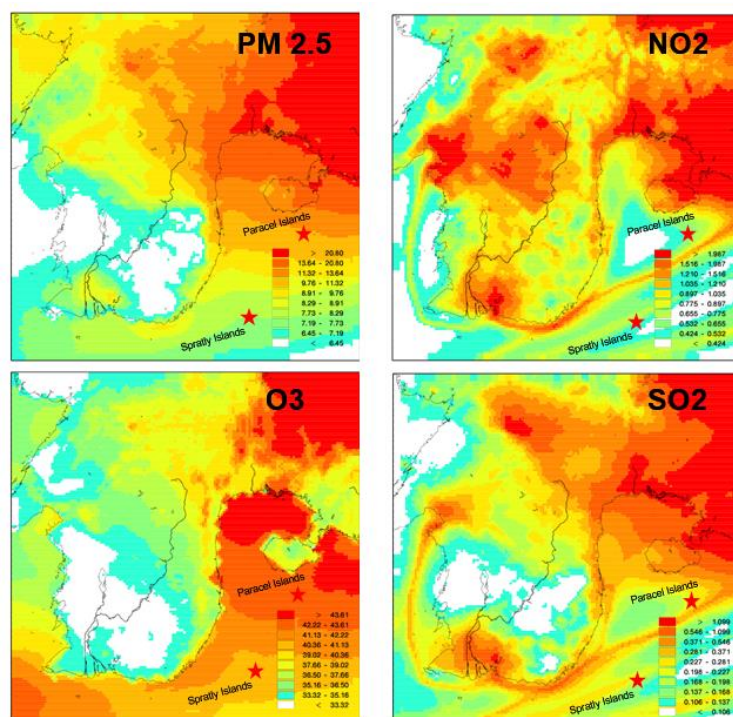 PM 2.5
Paracel Islands
> 20.80
13.64 - 20.80
11.32 - 13.64
9.76 - 11.32
8.91 - 9.76
8.29 - 8.91
7.73 - 8.29
7.19 - 7.73
6.45 - 7.19
< 6.45
Spratly Islands
NO2
Paracel Islands
>
1.516 -
1.210 - 1.516
1.035 - 1.210
0.897 - 1.035
0.775 - 0.897
0.655 - 0.775
0.532 - 0.655
0.424 - 0.532
< 0.424
Spratly Islands
O3
Paracel Islands
> 43.61
42.22 - 43.61
41.13 - 42.22
40.36 - 41.13
39.02 - 40.36
37.66 - 39.02
36.50 - 37.66
35.16 - 36.50
33.32 - 35.16
< 33.32
Spratly Islands
SO2
Paracel Islands
> 1.099
- 1.099
0.371 -
0.281 - 0.371
0.227 - 0.281
0.198 - 0.227
0.168 - 0.198
0.137 - 0.168
0.106 - 0.137
< 0.106
Spratly Islands